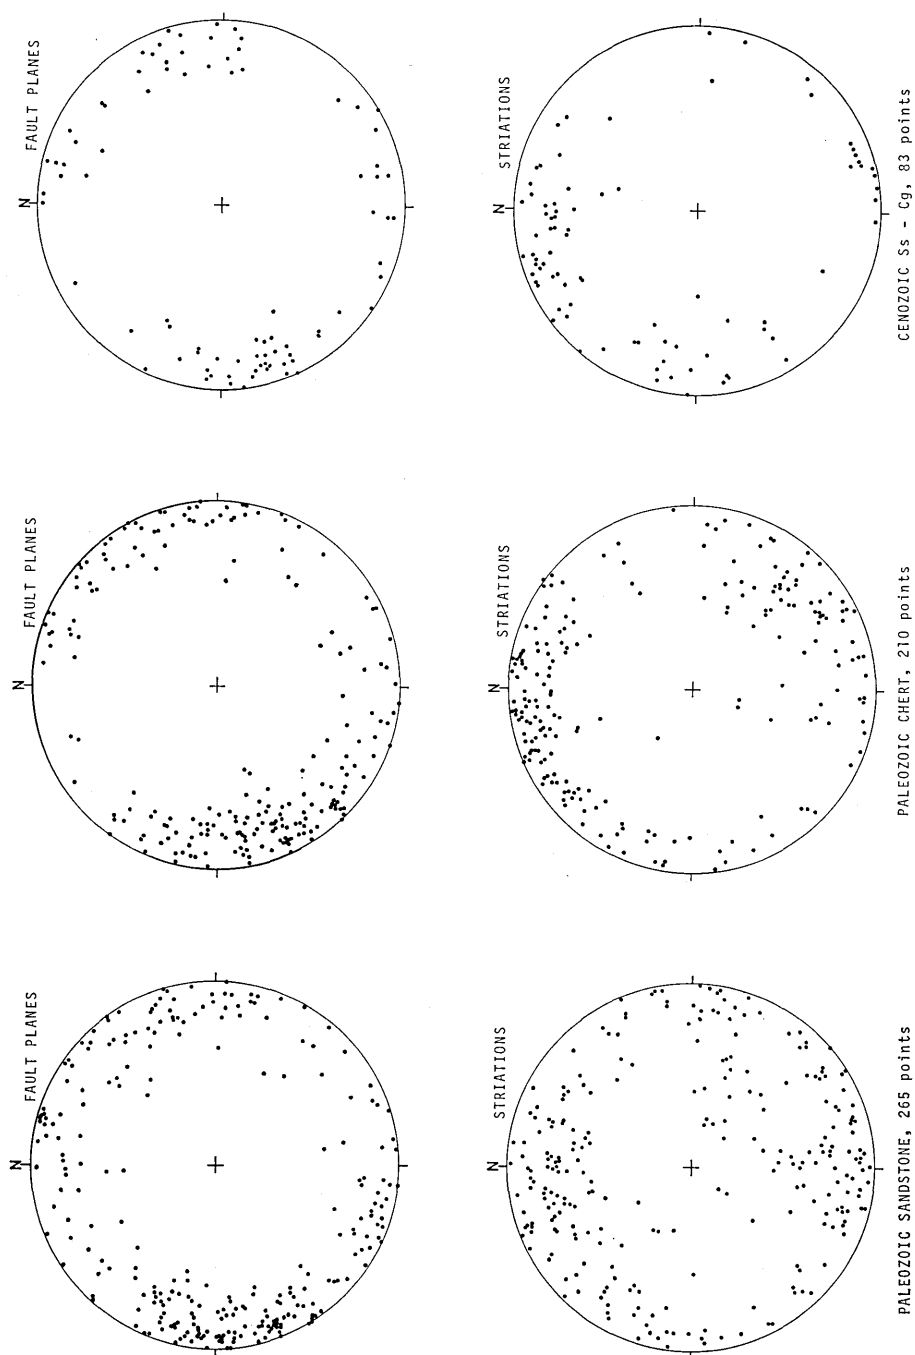 N
FAULT PLANES
N
FAULT PLANES
N
FAULT PLANES
N
STRIATIONS
N
STRIATIONS
N
STRIATIONS
PALEOZOIC SANDSTONE, 265 points
PALEOZOIC CHERT, 210 points
CENOZOIC Ss - Cg, 83 points